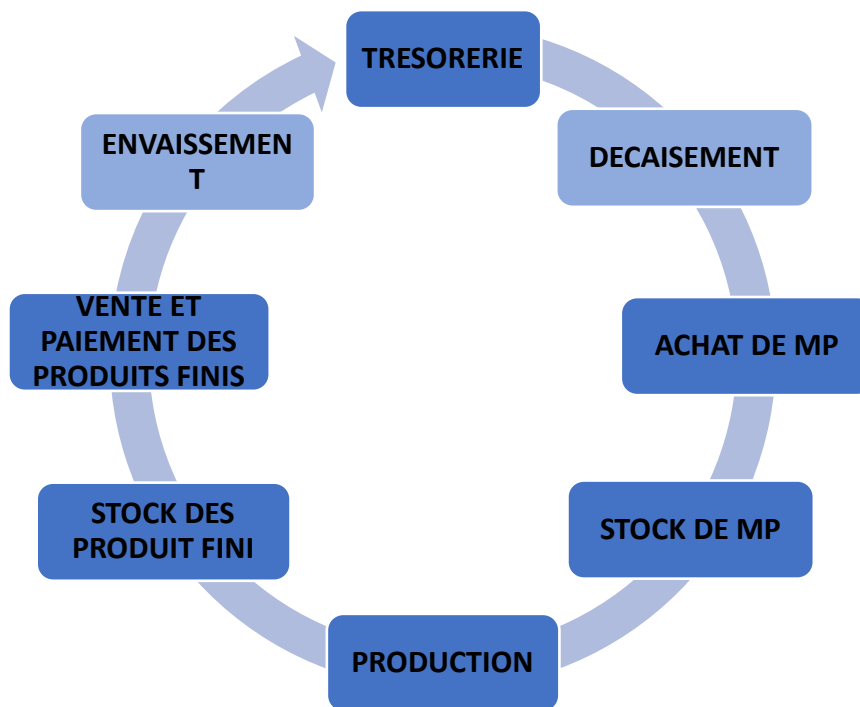 TRESORERIE
DECAISEMENT
ACHAT DE MP
STOCK DE MP
PRODUCTION
STOCK DES
PRODUIT FINI
VENTE ET
PAIEMENT DES
PRODUITS FINIS
ENVAISSEMEN
T